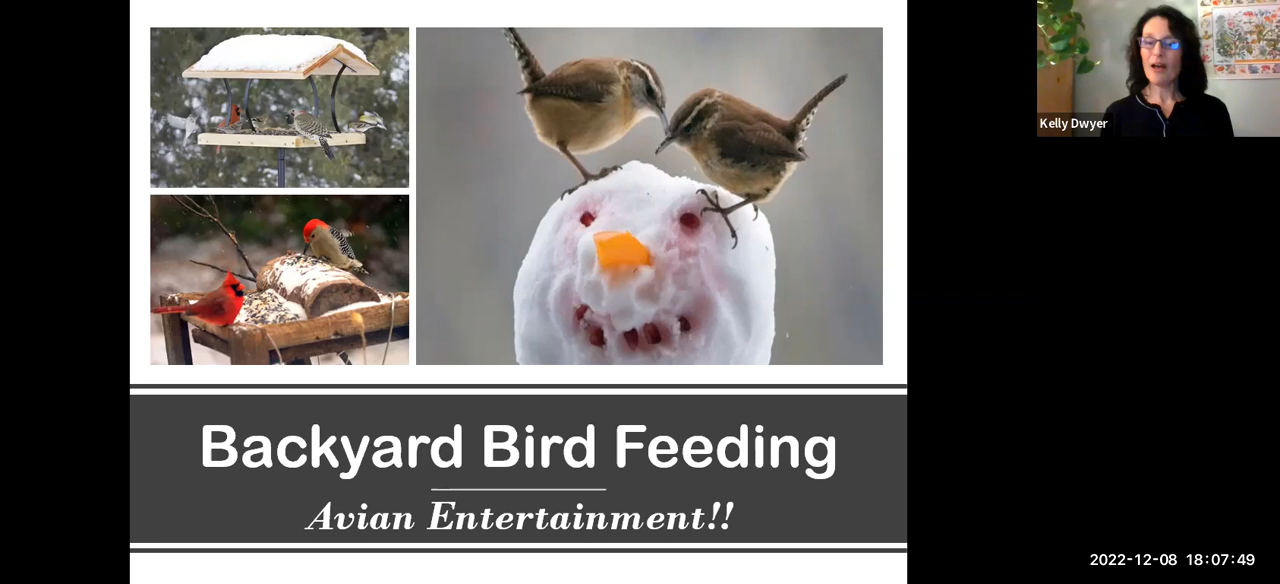 Kelly Dwyer
Backyard Bird Feeding
Avian Entertainment!!
2022-12-08 18:07:49